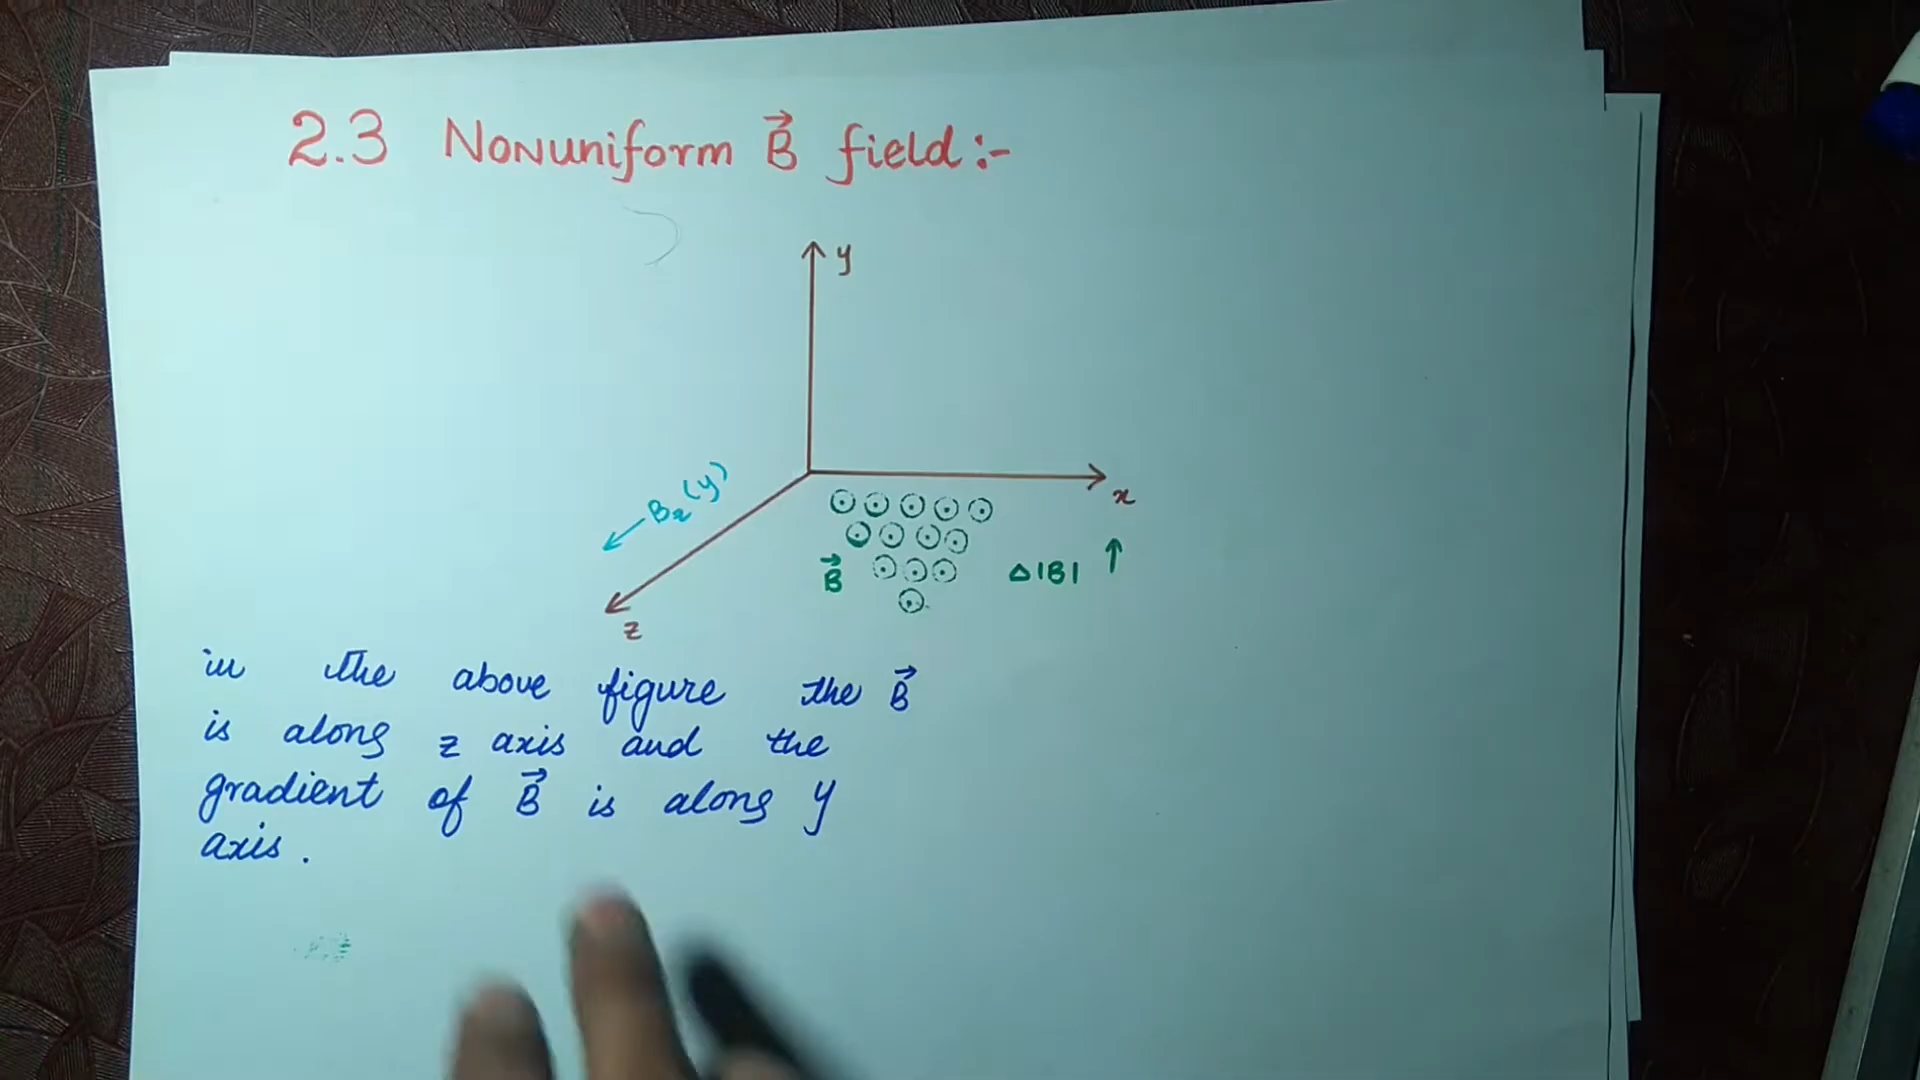 2.3 Nonuniform B⃗ field :-
y
x
B_z(y)
B⃗
Δ|B| ↑
z
in the above figure the B⃗
is along z axis and the
gradient of B⃗ is along y
axis.